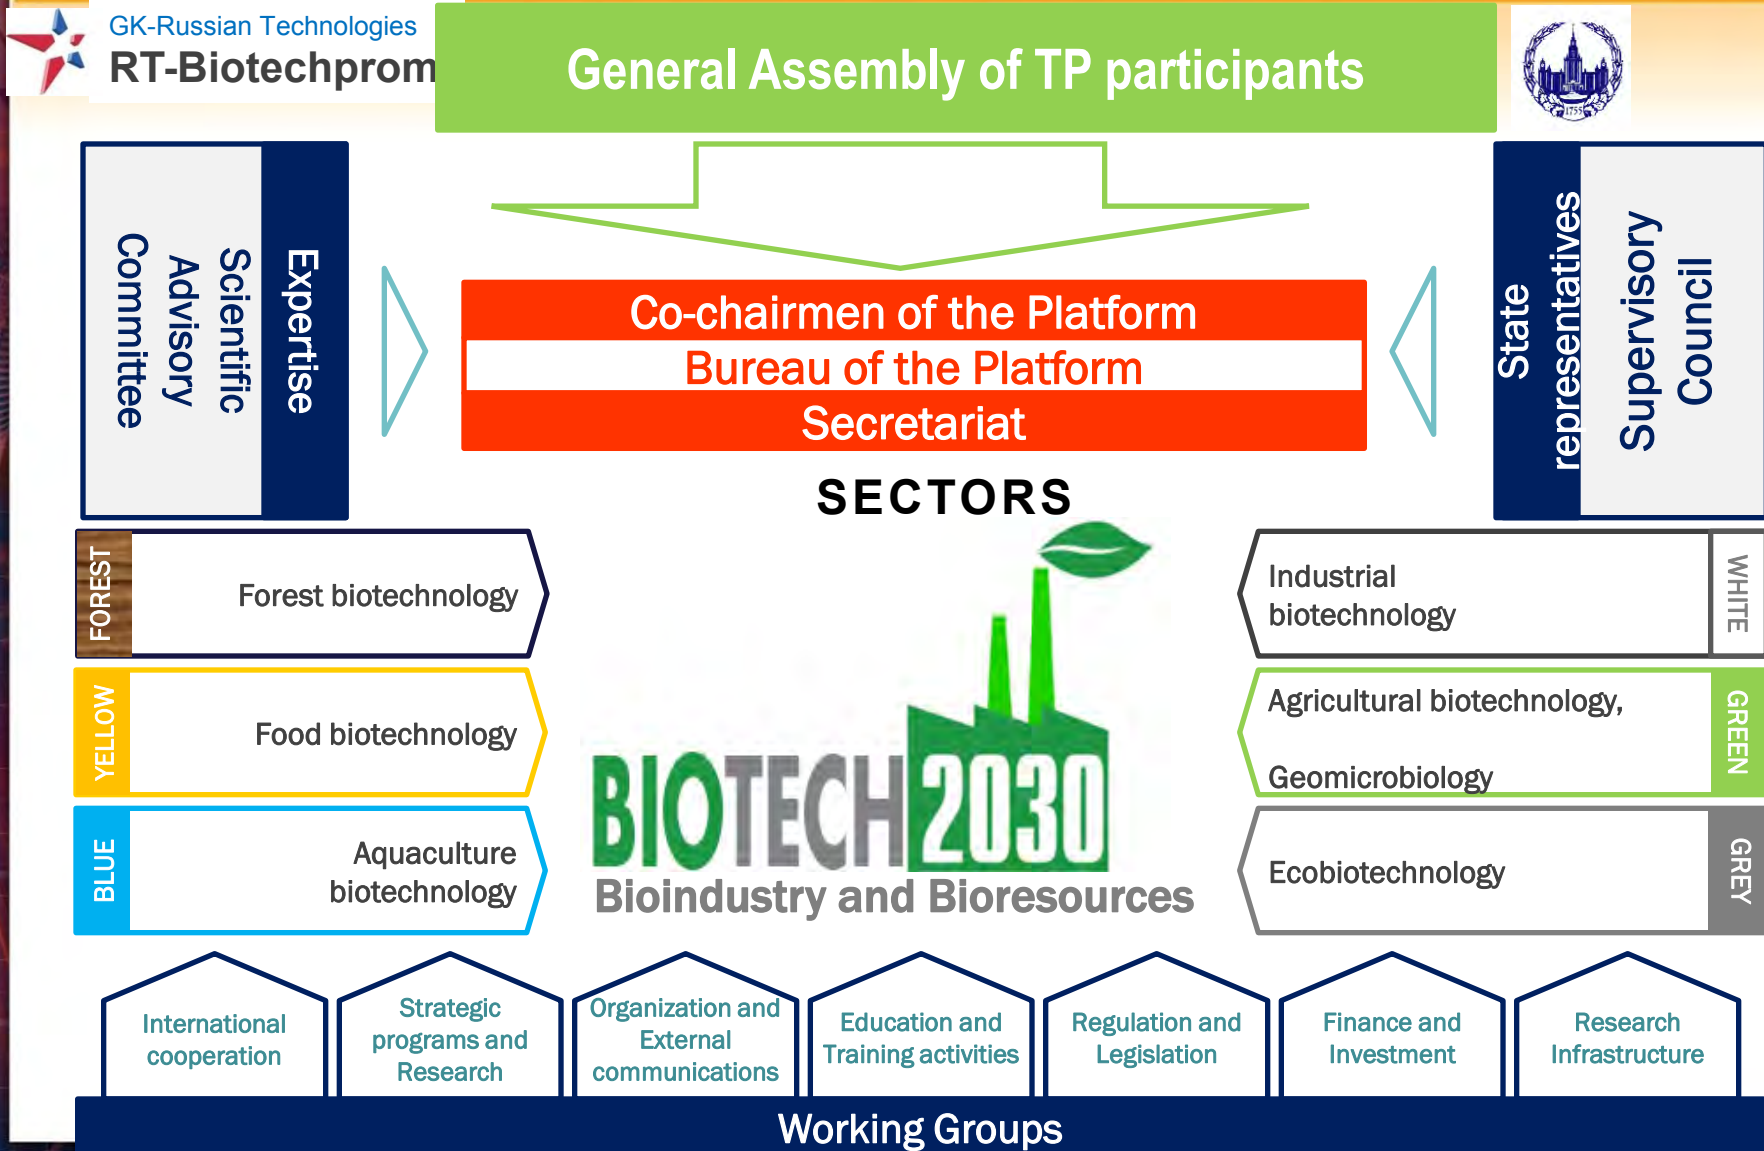 GK-Russian Technologies
RT-Biotechprom
General Assembly of TP participants
1755
Expertise
Scientific
Advisory
Committee
Co-chairmen of the Platform
Bureau of the Platform
Secretariat
State
representatives
Supervisory
Council
SECTORS
FOREST
Forest biotechnology
YELLOW
Food biotechnology
BLUE
Aquaculture
biotechnology
BIOTECH 2030
Bioindustry and Bioresources
Industrial
biotechnology
WHITE
Agricultural biotechnology,
Geomicrobiology
GREEN
Ecobiotechnology
GREY
International
cooperation
Strategic
programs and
Research
Organization and
External
communications
Education and
Training activities
Regulation and
Legislation
Finance and
Investment
Research
Infrastructure
Working Groups